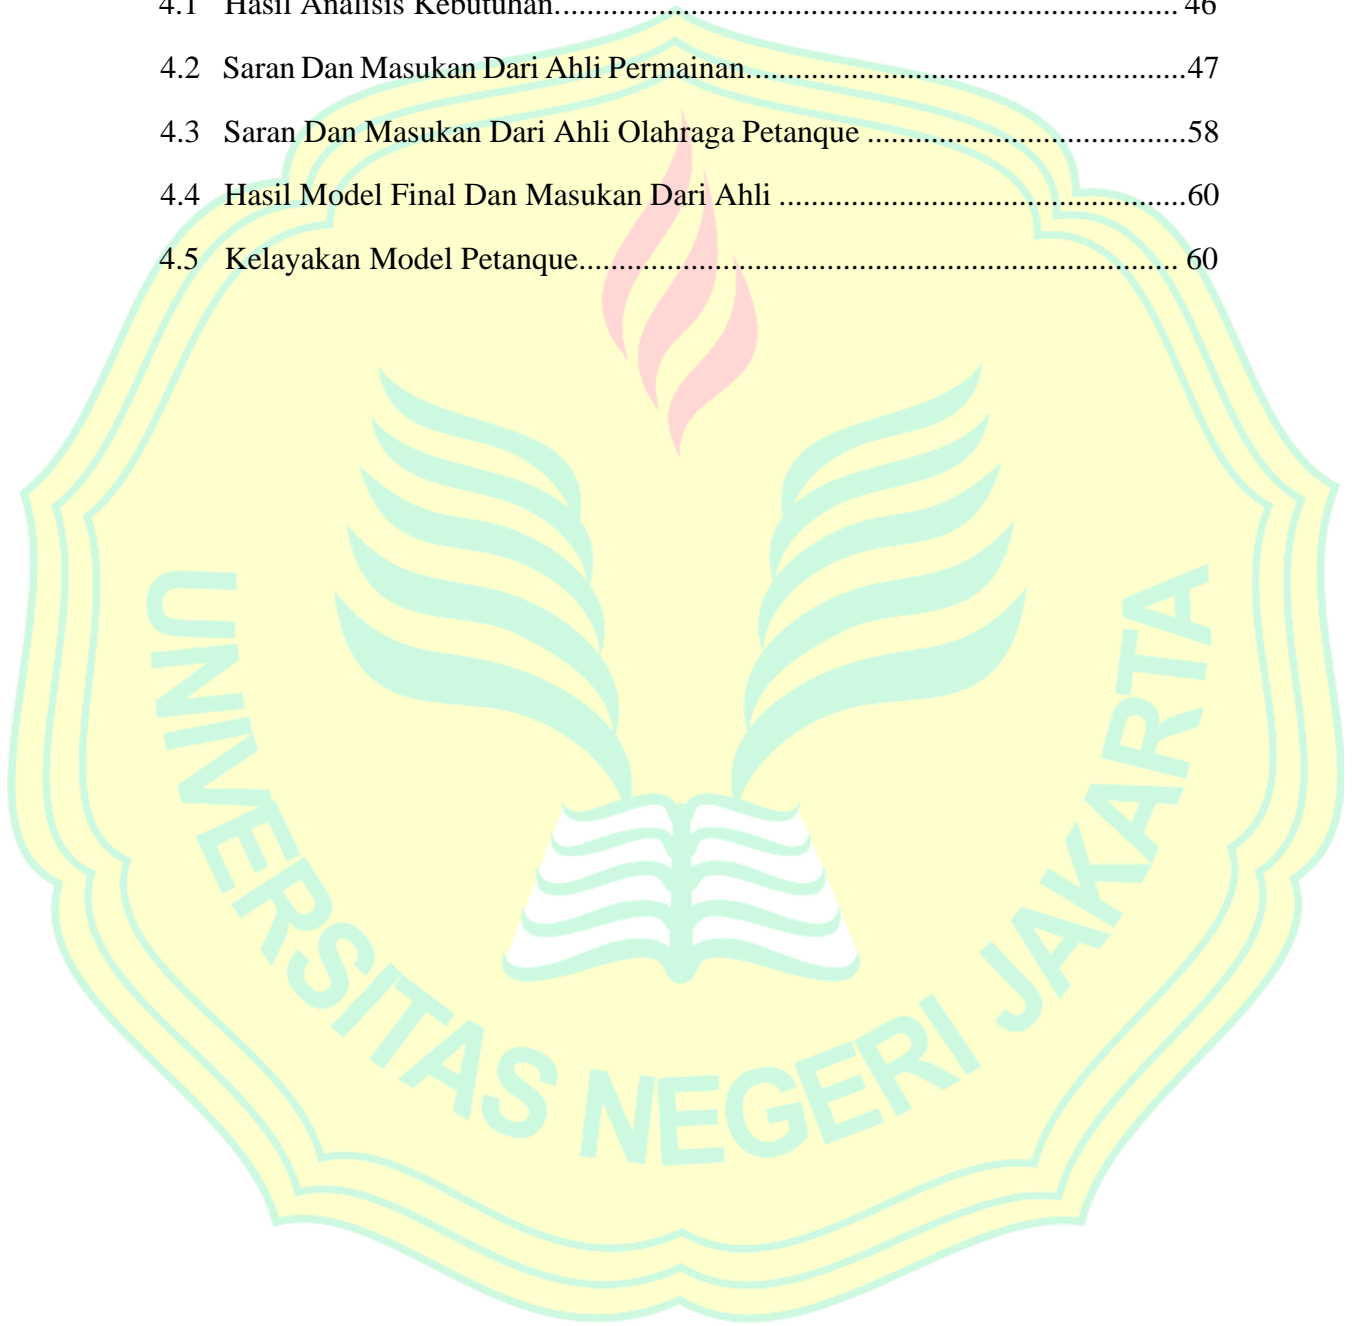 4.1 Hasil Analisis Kebutuhan............................................................................... 46
4.2 Saran Dan Masukan Dari Ahli Permainan........................................................47
4.3 Saran Dan Masukan Dari Ahli Olahraga Petanque ........................................58
4.4 Hasil Model Final Dan Masukan Dari Ahli ...................................................60
4.5 Kelayakan Model Petanque........................................................................... 60
UNIVERSITAS NEGERI JAKARTA